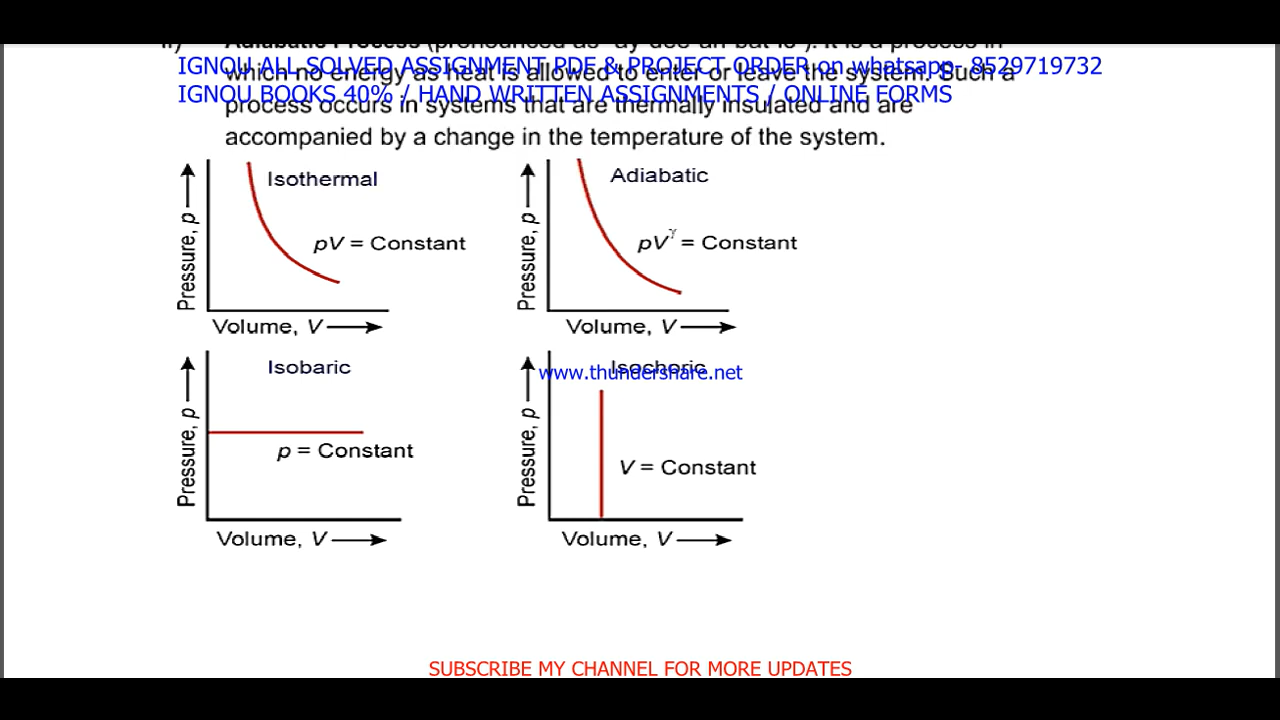 ii) Adiabatic Process (pronounced as "ay-dee-ah-bat-ic"). It is a process in
IGNOU ALL SOLVED ASSIGNMENT PDF & PROJECT ORDER on whatsapp- 8529719732
which no energy as heat is allowed to enter or leave the system. Such a
IGNOU BOOKS 40% / HAND WRITTEN ASSIGNMENTS / ONLINE FORMS
process occurs in systems that are thermally insulated and are
accompanied by a change in the temperature of the system.
Isothermal
pV = Constant
Pressure, p
Volume, V
Adiabatic
pV^γ = Constant
Pressure, p
Volume, V
Isobaric
p = Constant
Pressure, p
Volume, V
Isochoric
www.thundershare.net
V = Constant
Pressure, p
Volume, V
SUBSCRIBE MY CHANNEL FOR MORE UPDATES